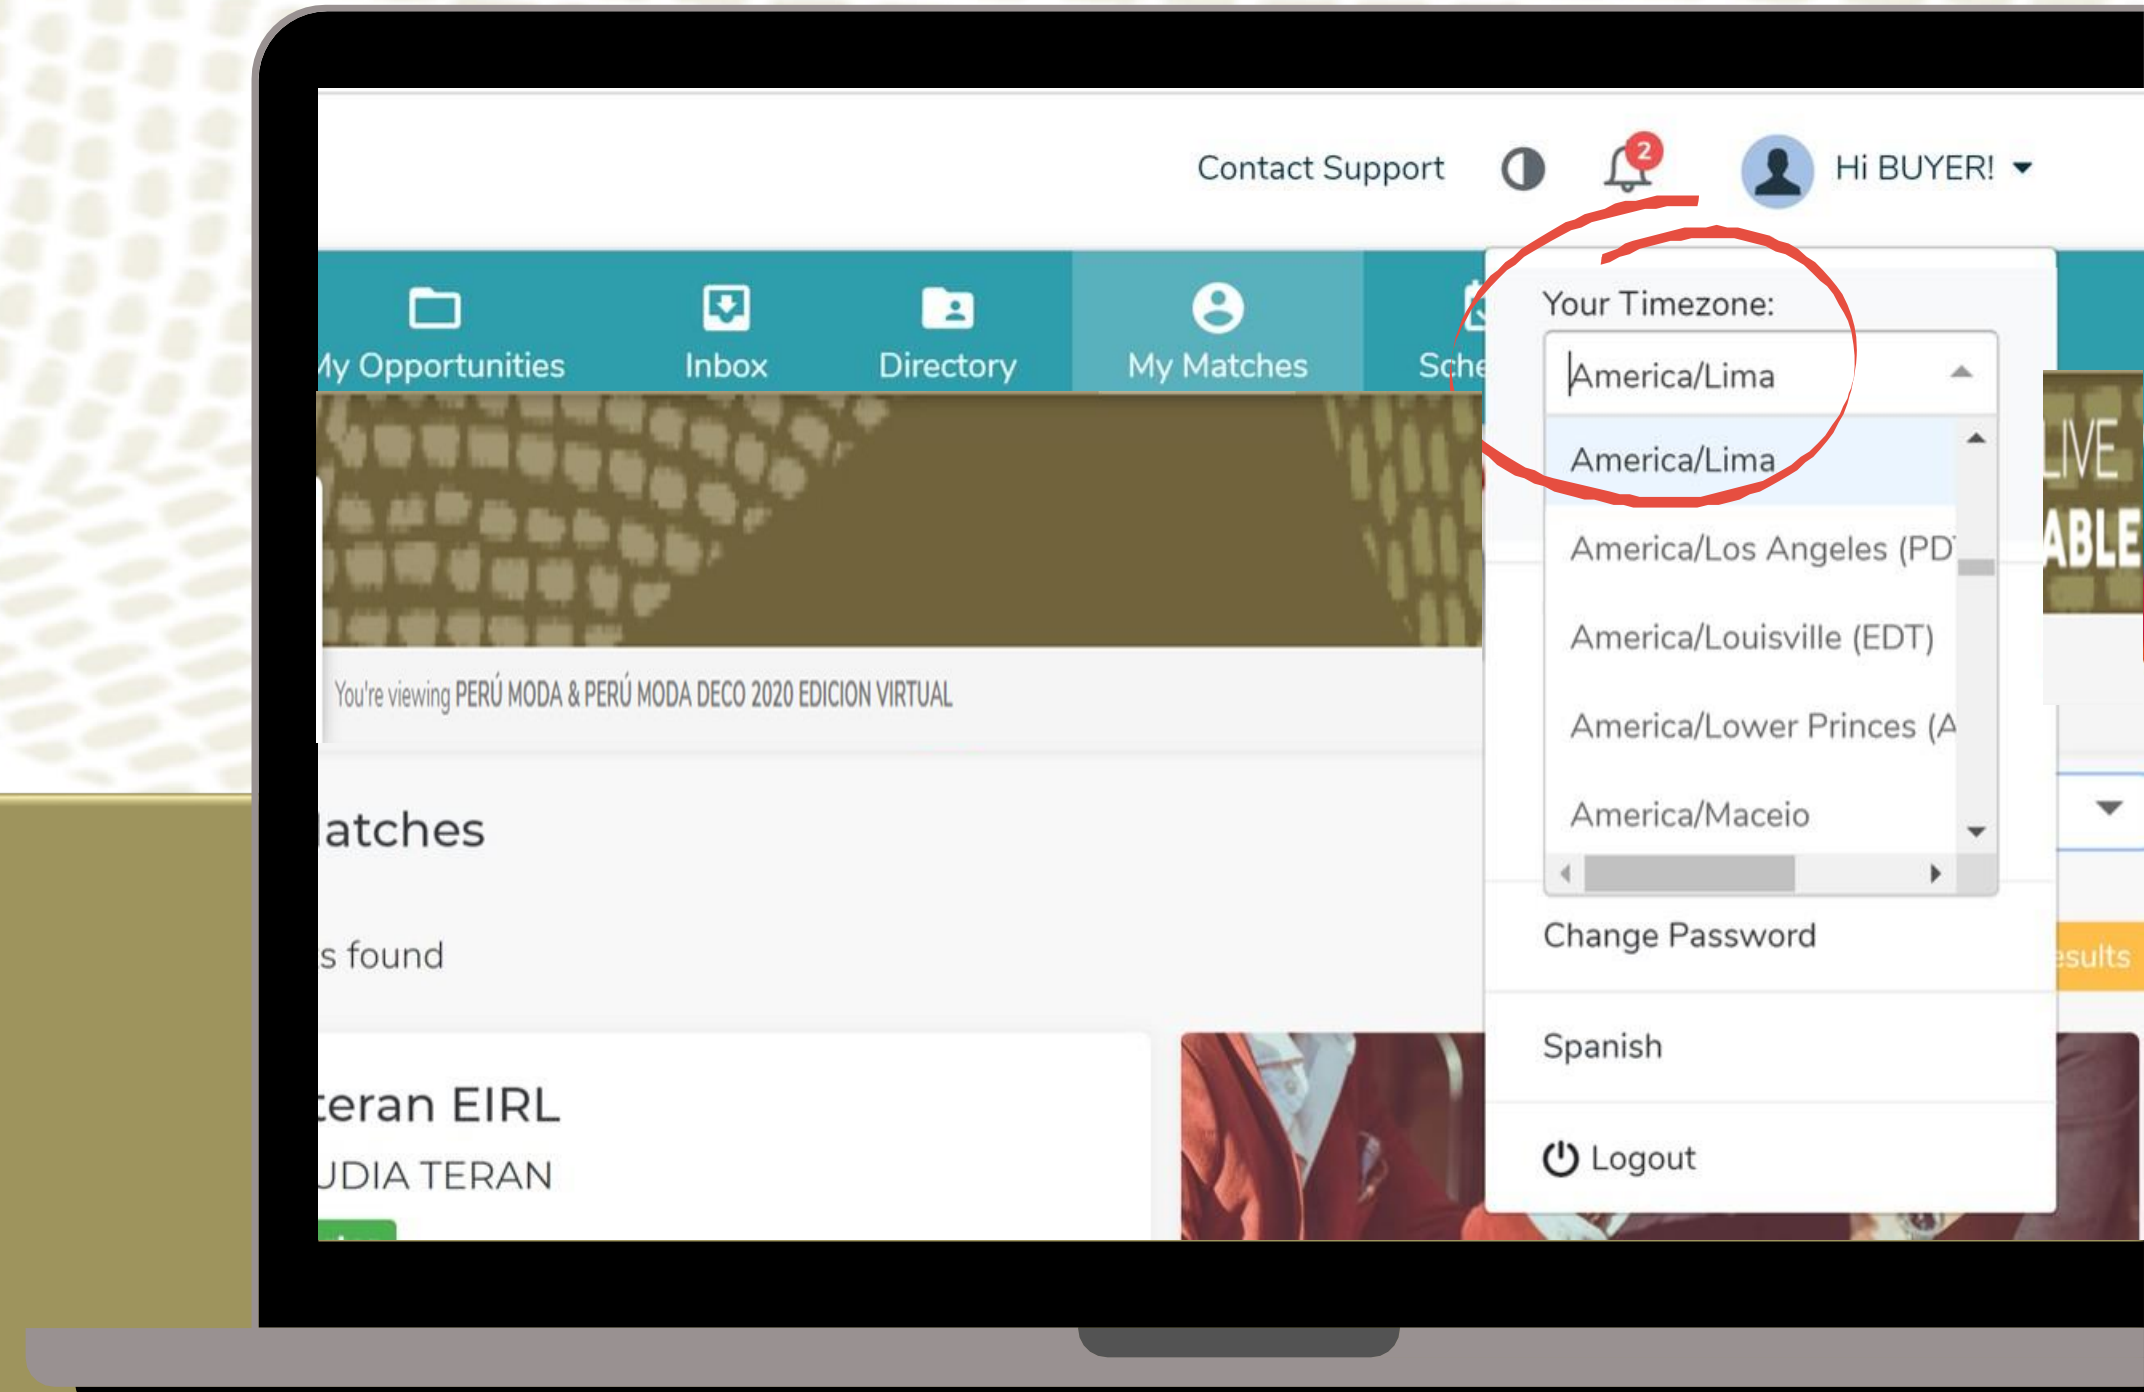 Contact Support
2
Hi BUYER!
My Opportunities
Inbox
Directory
My Matches
Sche
Your Timezone:
America/Lima
America/Lima
America/Los Angeles (PD
America/Louisville (EDT)
America/Lower Princes (A
America/Maceio
LIVE
ABLE
You're viewing PERÚ MODA & PERÚ MODA DECO 2020 EDICION VIRTUAL
atches
s found
Change Password
esults
Spanish
Logout
teran EIRL
UDIA TERAN